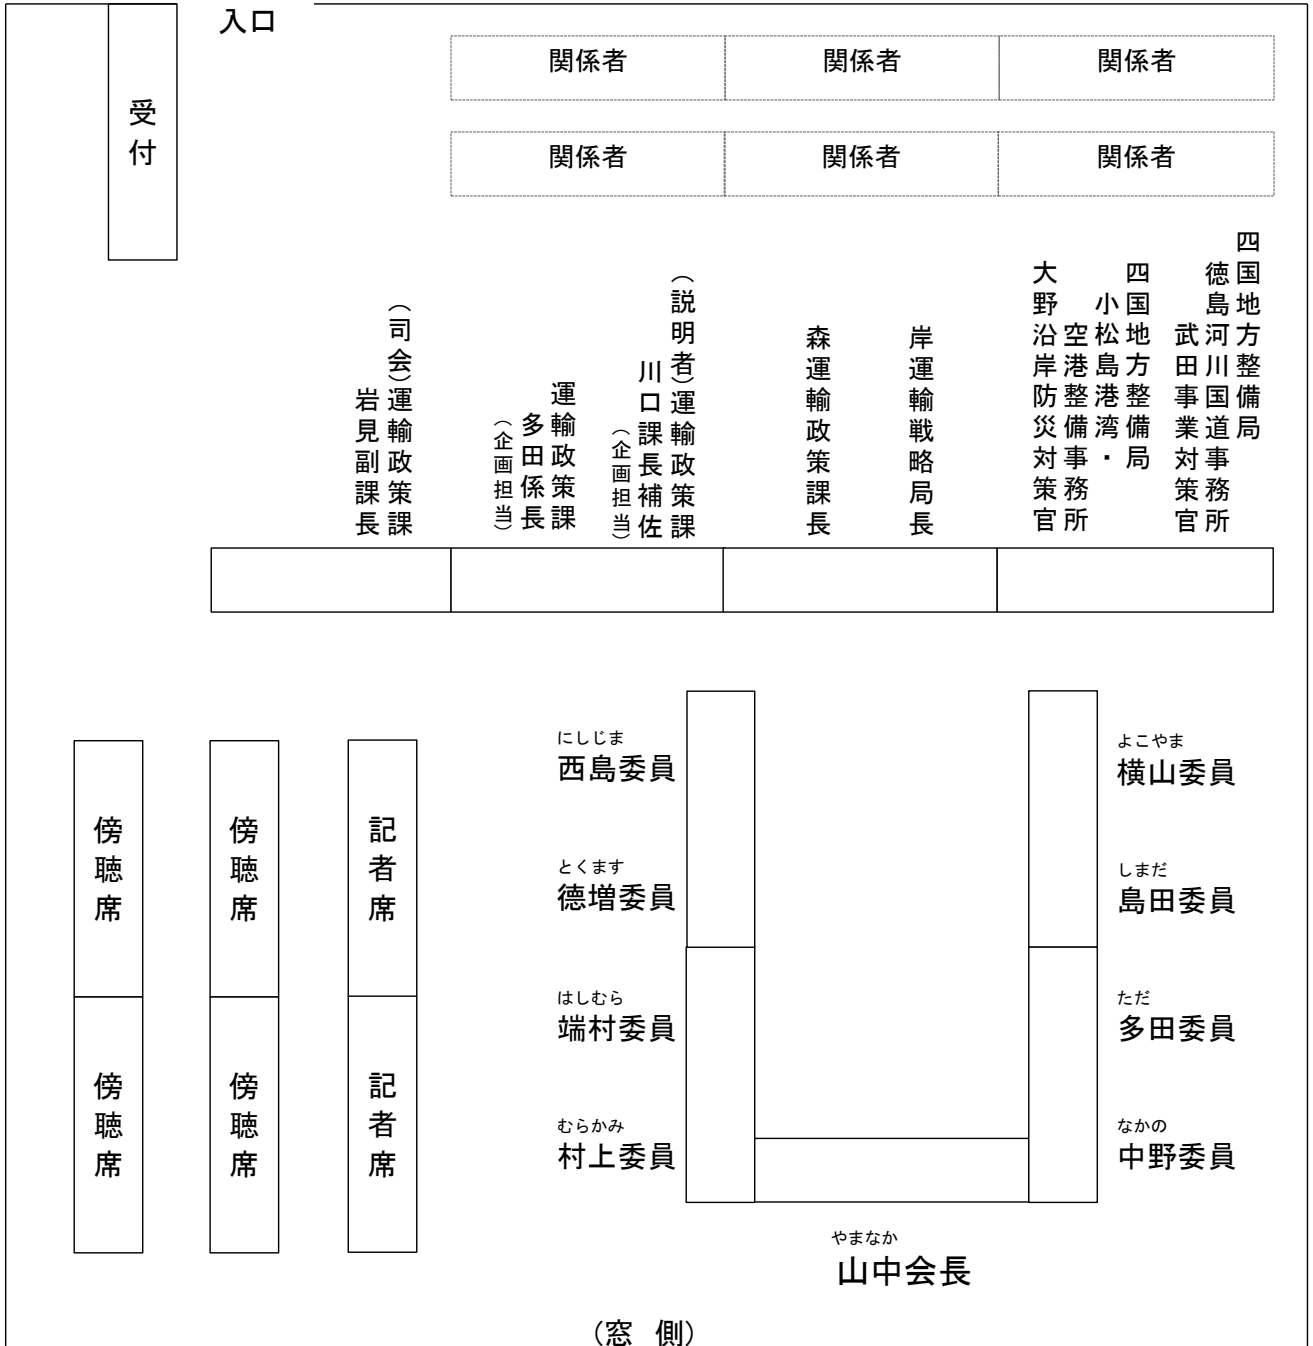 入口
受付
関係者
関係者
関係者
関係者
関係者
関係者
四国地方整備局
徳島河川国道事務所
武田事業対策官
四国地方整備局
小松島港湾・
空港整備事務所
大野沿岸防災対策官
岸運輸戦略局長
森運輸政策課長
（説明者）運輸政策課
川口課長補佐
（企画担当）
運輸政策課
多田係長
（企画担当）
（司会）運輸政策課
岩見副課長
にしじま
西島委員
よこやま
横山委員
とくます
德増委員
しまだ
島田委員
はしむら
端村委員
ただ
多田委員
むらかみ
村上委員
なかの
中野委員
やまなか
山中会長
傍聴席
傍聴席
記者席
傍聴席
傍聴席
記者席
（窓 側）